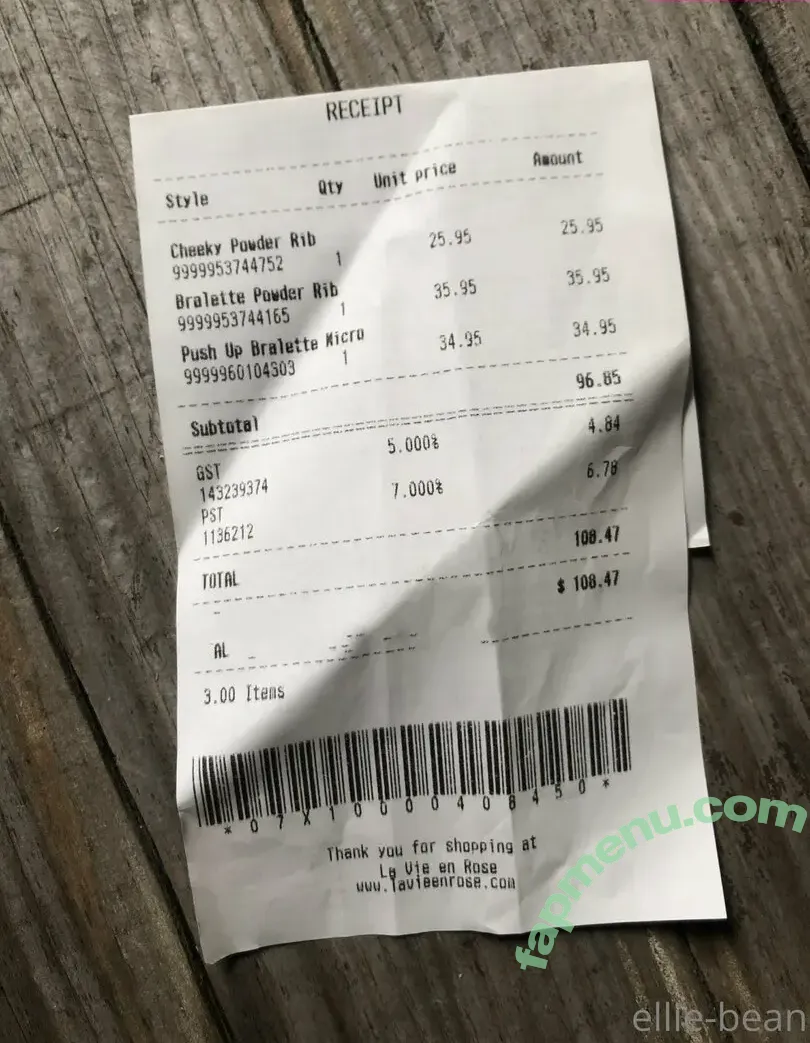 RECEIPT
Style Qty Unit price Amount
Cheeky Powder Rib
9999953744752 1 25.95 25.95
Bralette Powder Rib
9999953744165 1 35.95 35.95
Push Up Bralette Micro
9999960104303 1 34.95 34.95
Subtotal 96.85
GST 5.000% 4.84
143239374
PST 7.000% 6.78
1136212
TOTAL 108.47
$ 108.47
AL
3.00 Items
*07X10000408450*
Thank you for shopping at
La Vie en Rose
www.lavieenrose.com
fapmenu.com
ellie-bean